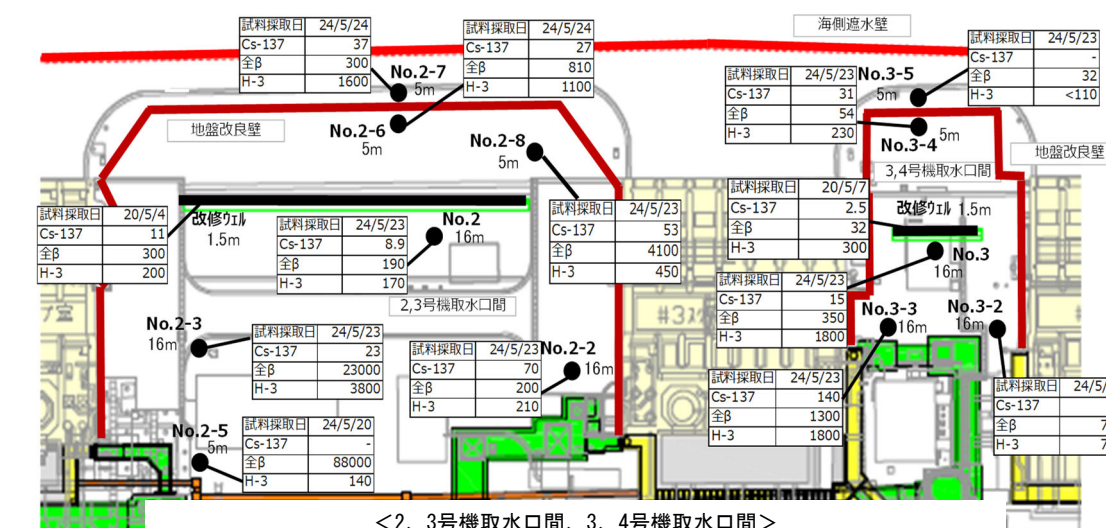 海側遮水壁
試料採取日 24/5/24
Cs-137 37
全β 300
H-3 1600
No.2-7
5m
試料採取日 24/5/24
Cs-137 27
全β 810
H-3 1100
No.2-6
5m
地盤改良壁
No.2-8
5m
試料採取日 24/5/23
Cs-137 53
全β 4100
H-3 450
試料採取日 20/5/4
Cs-137 11
全β 300
H-3 200
改修ウェル
1.5m
試料採取日 24/5/23
Cs-137 8.9
全β 190
H-3 170
No.2
16m
2,3号機取水口間
No.2-3
16m
試料採取日 24/5/23
Cs-137 23
全β 23000
H-3 3800
試料採取日 24/5/23
Cs-137 70
全β 200
H-3 210
No.2-2
16m
No.2-5
5m
試料採取日 24/5/20
Cs-137 -
全β 88000
H-3 140
試料採取日 24/5/23
Cs-137 -
全β 32
H-3 <110
No.3-5
5m
試料採取日 24/5/23
Cs-137 31
全β 54
H-3 230
5m
No.3-4
地盤改良壁
3,4号機取水口間
試料採取日 20/5/7
Cs-137 2.5
全β 32
H-3 300
改修ウェル 1.5m
No.3
16m
試料採取日 24/5/23
Cs-137 15
全β 350
H-3 1800
No.3-3
16m
No.3-2
16m
試料採取日 24/5/23
Cs-137 140
全β 1300
H-3 1800
試料採取日 24/5/
Cs-137
全β 7
H-3 7
<2，3号機取水口間，3，4号機取水口間>